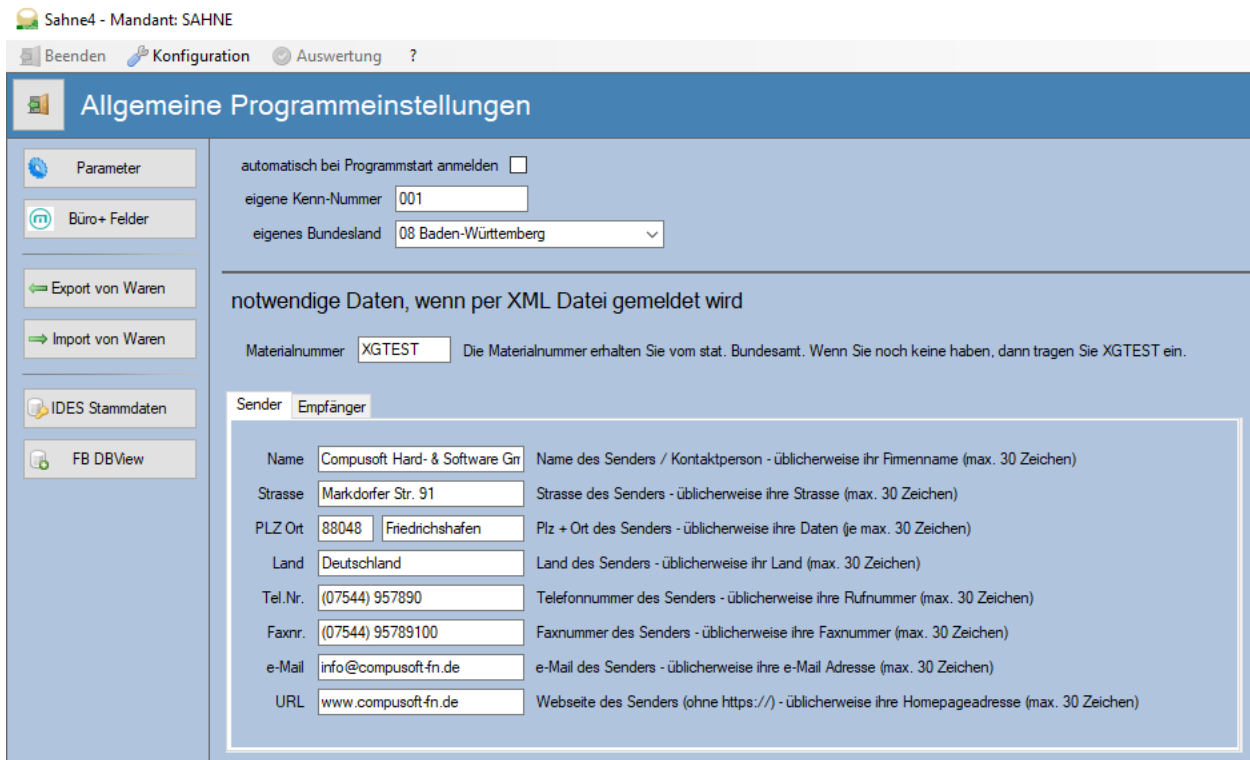 Sahne4 - Mandant: SAHNE
Beenden Konfiguration Auswertung ?
Allgemeine Programmeinstellungen
Parameter
Büro+ Felder
Export von Waren
Import von Waren
IDES Stammdaten
FB DBView
automatisch bei Programmstart anmelden
eigene Kenn-Nummer 001
eigenes Bundesland 08 Baden-Württemberg
notwendige Daten, wenn per XML Datei gemeldet wird
Materialnummer XGTEST Die Materialnummer erhalten Sie vom stat. Bundesamt. Wenn Sie noch keine haben, dann tragen Sie XGTEST ein.
Sender Empfänger
Name Compusoft Hard- & Software Gm Name des Senders / Kontaktperson - üblicherweise ihr Firmenname (max. 30 Zeichen)
Strasse Markdorfer Str. 91 Strasse des Senders - üblicherweise ihre Strasse (max. 30 Zeichen)
PLZ Ort 88048 Friedrichshafen Plz + Ort des Senders - üblicherweise ihre Daten (je max. 30 Zeichen)
Land Deutschland Land des Senders - üblicherweise ihr Land (max. 30 Zeichen)
Tel.Nr. (07544) 957890 Telefonnummer des Senders - üblicherweise ihre Rufnummer (max. 30 Zeichen)
Faxnr. (07544) 95789100 Faxnummer des Senders - üblicherweise ihre Faxnummer (max. 30 Zeichen)
e-Mail info@compusoft-fn.de e-Mail des Senders - üblicherweise ihre e-Mail Adresse (max. 30 Zeichen)
URL www.compusoft-fn.de Webseite des Senders (ohne https://) - üblicherweise ihre Homepageadresse (max. 30 Zeichen)